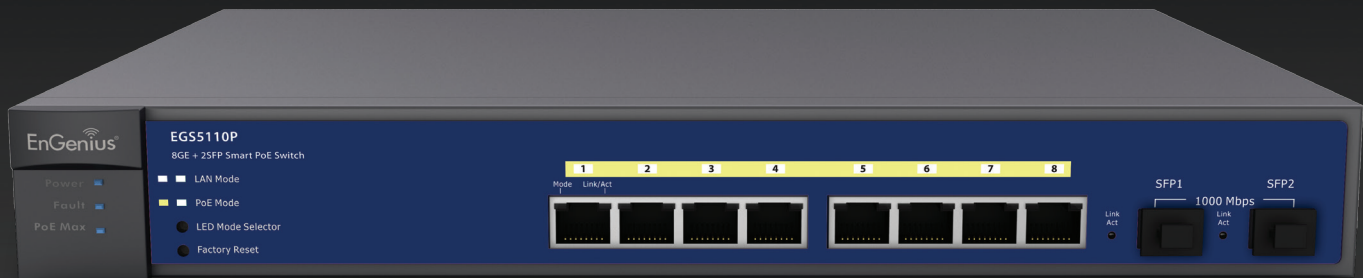 EnGenius®
Power
Fault
PoE Max
EGS5110P
8GE + 2SFP Smart PoE Switch
LAN Mode
PoE Mode
LED Mode Selector
Factory Reset
1 2 3 4 5 6 7 8
Mode Link/Act
Link
Act
SFP1 SFP2
1000 Mbps
Link
Act